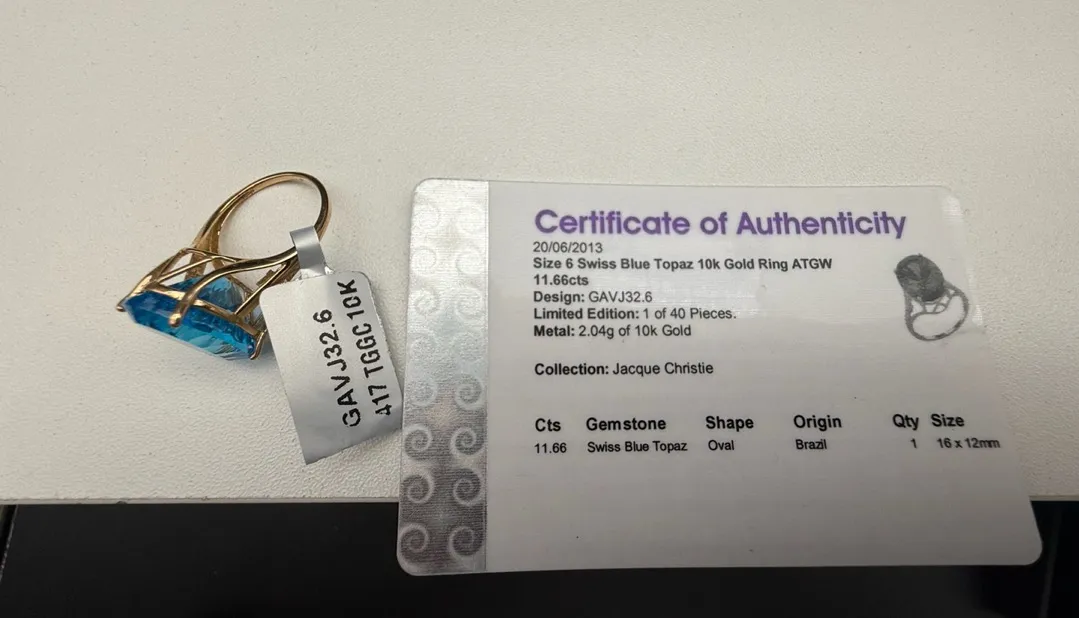 GAVJ32.6
417 TGGC 10K
Certificate of Authenticity
20/06/2013
Size 6 Swiss Blue Topaz 10k Gold Ring ATGW
11.66cts
Design: GAVJ32.6
Limited Edition: 1 of 40 Pieces.
Metal: 2.04g of 10k Gold
Collection: Jacque Christie
Cts Gemstone Shape Origin Qty Size
11.66 Swiss Blue Topaz Oval Brazil 1 16 x 12mm